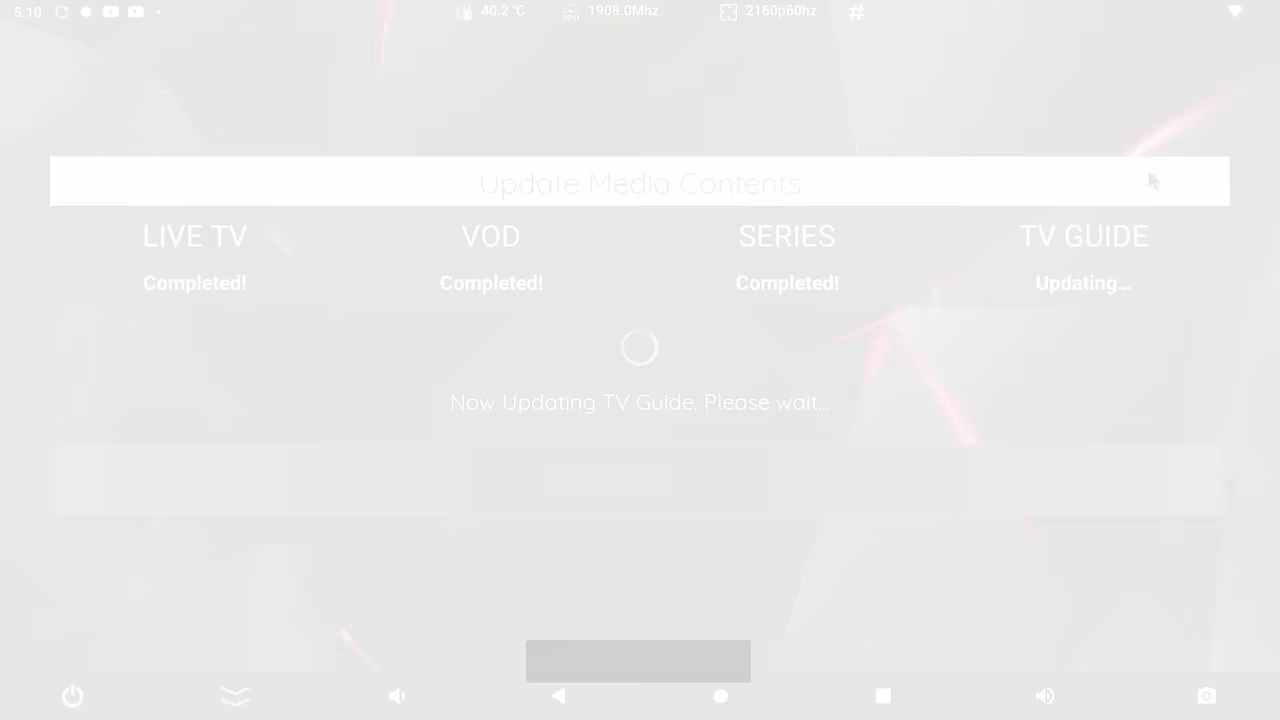 5:10 40.2 °C CPU 1908.0Mhz 2160p60hz #
Update Media Contents
LIVE TV VOD SERIES TV GUIDE
Completed! Completed! Completed! Updating...
Now Updating TV Guide. Please wait...